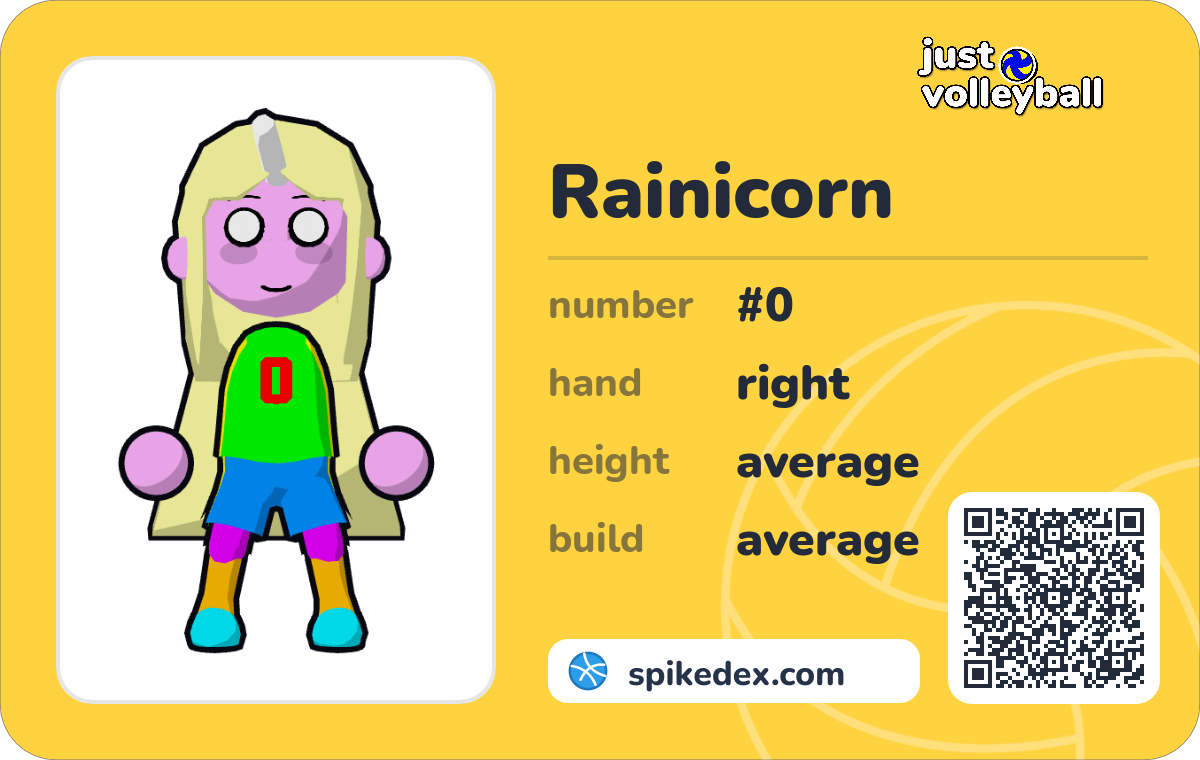 just
volleyball
Rainicorn
number #0
hand right
height average
build average
0
spikedex.com